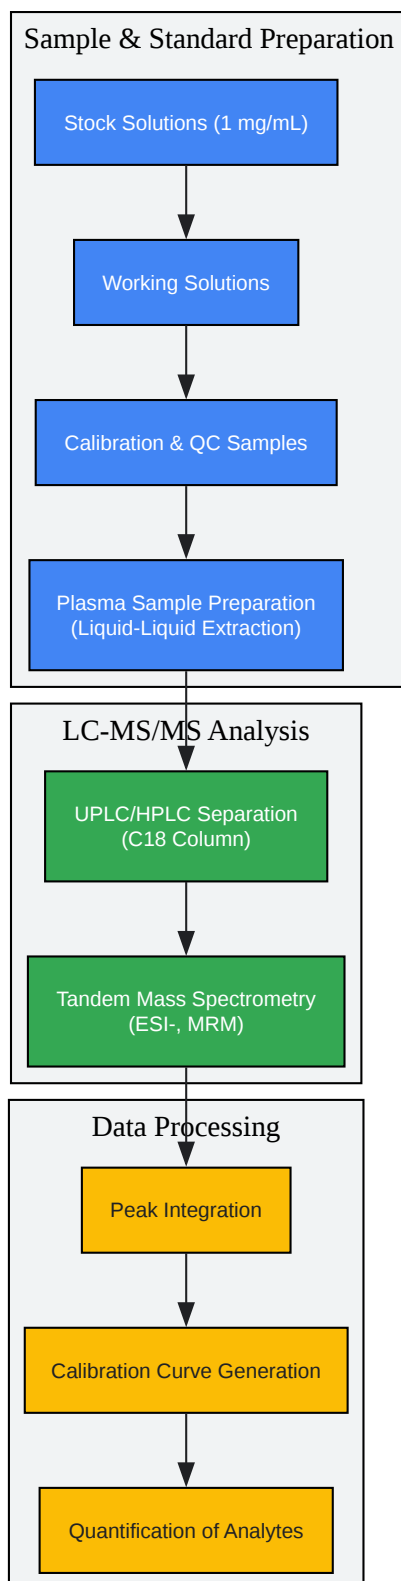 Sample & Standard Preparation
Stock Solutions (1 mg/mL)
Working Solutions
Calibration & QC Samples
Plasma Sample Preparation
(Liquid-Liquid Extraction)
LC-MS/MS Analysis
UPLC/HPLC Separation
(C18 Column)
Tandem Mass Spectrometry
(ESI-, MRM)
Data Processing
Peak Integration
Calibration Curve Generation
Quantification of Analytes